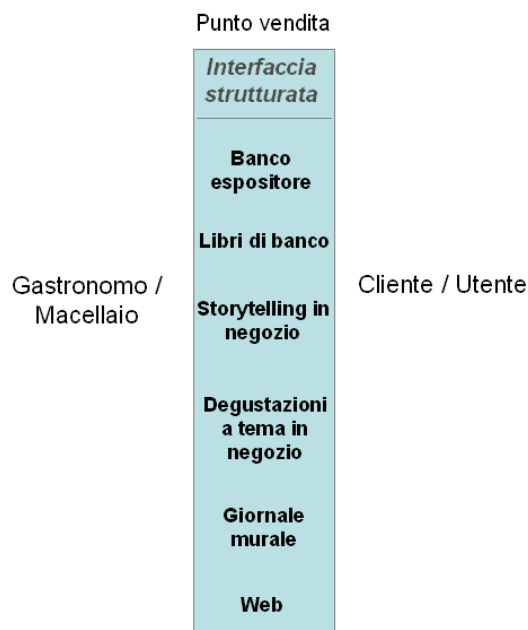 Punto vendita
Interfaccia
strutturata
Banco
espositore
Libri di banco
Gastronomo /
Macellaio
Cliente / Utente
Storytelling in
negozio
Degustazioni
a tema in
negozio
Giornale
murale
Web